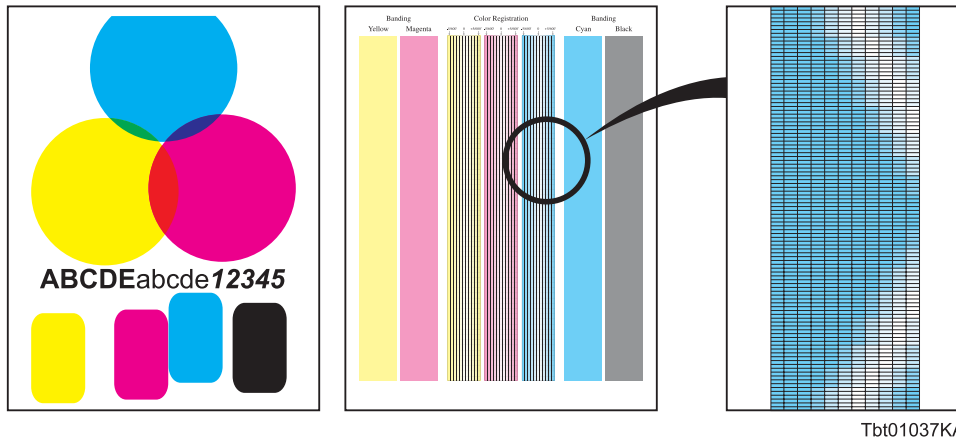 ABCDEabcde12345
Banding Color Registration Banding
Yellow Magenta Cyan Black
Tbt01037KA